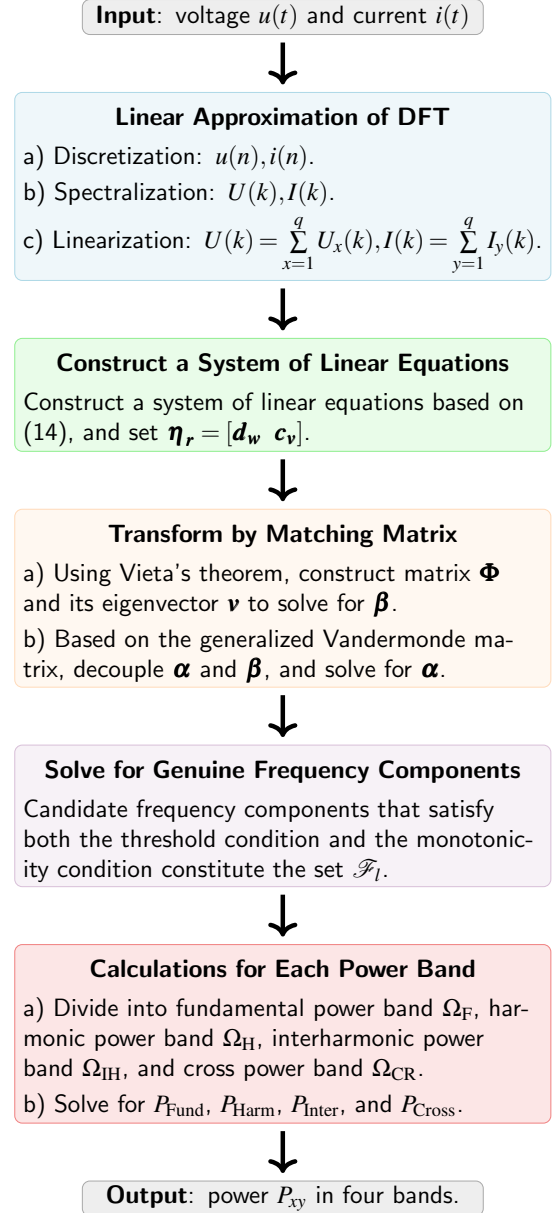 Input: voltage u(t) and current i(t)
Linear Approximation of DFT
a) Discretization: u(n), i(n).
b) Spectralization: U(k), I(k).
c) Linearization: U(k) = \sum_{x=1}^{q} U_x(k), I(k) = \sum_{y=1}^{q} I_y(k).
Construct a System of Linear Equations
Construct a system of linear equations based on
(14), and set η_r = [d_w c_v].
Transform by Matching Matrix
a) Using Vieta's theorem, construct matrix Φ
and its eigenvector v to solve for β.
b) Based on the generalized Vandermonde ma-
trix, decouple α and β, and solve for α.
Solve for Genuine Frequency Components
Candidate frequency components that satisfy
both the threshold condition and the monotonic-
ity condition constitute the set ℱ_l.
Calculations for Each Power Band
a) Divide into fundamental power band Ω_F, har-
monic power band Ω_H, interharmonic power
band Ω_IH, and cross power band Ω_CR.
b) Solve for P_Fund, P_Harm, P_Inter, and P_Cross.
Output: power P_xy in four bands.